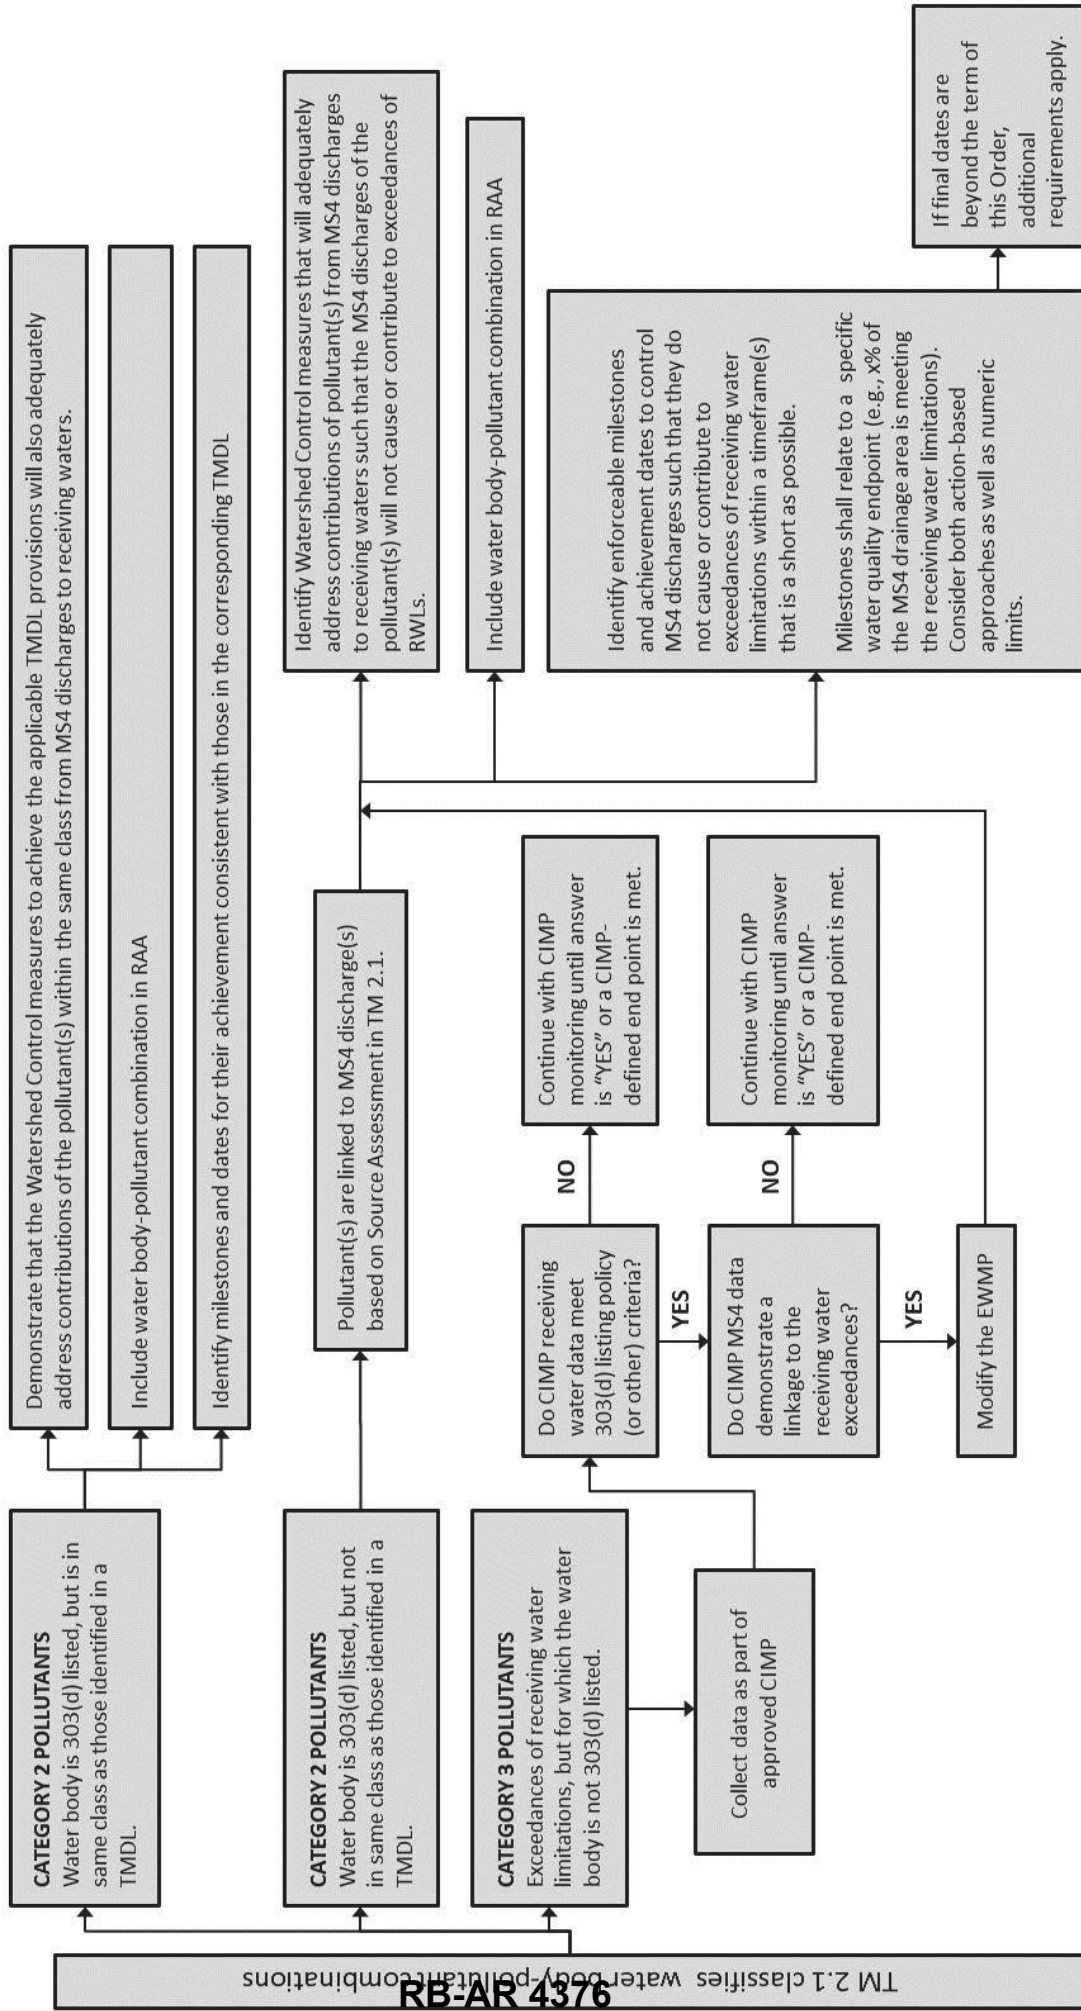 TM 2.1 classifies water body-pollutant combinations
CATEGORY 2 POLLUTANTS
Water body is 303(d) listed, but is in
same class as those identified in a
TMDL.
Demonstrate that the Watershed Control measures to achieve the applicable TMDL provisions will also adequately
address contributions of the pollutant(s) within the same class from MS4 discharges to receiving waters.
Include water body-pollutant combination in RAA
Identify milestones and dates for their achievement consistent with those in the corresponding TMDL
CATEGORY 2 POLLUTANTS
Water body is 303(d) listed, but not
in same class as those identified in a
TMDL.
Pollutant(s) are linked to MS4 discharge(s)
based on Source Assessment in TM 2.1.
Identify Watershed Control measures that will adequately
address contributions of pollutant(s) from MS4 discharges
to receiving waters such that the MS4 discharges of the
pollutant(s) will not cause or contribute to exceedances of
RWLs.
Include water body-pollutant combination in RAA
Identify enforceable milestones
and achievement dates to control
MS4 discharges such that they do
not cause or contribute to
exceedances of receiving water
limitations within a timeframe(s)
that is a short as possible.
Milestones shall relate to a specific
water quality endpoint (e.g., x% of
the MS4 drainage area is meeting
the receiving water limitations).
Consider both action-based
approaches as well as numeric
limits.
If final dates are
beyond the term of
this Order,
additional
requirements apply.
CATEGORY 3 POLLUTANTS
Exceedances of receiving water
limitations, but for which the water
body is not 303(d) listed.
Collect data as part of
approved CIMP
Do CIMP receiving
water data meet
303(d) listing policy
(or other) criteria?
NO
Continue with CIMP
monitoring until answer
is "YES" or a CIMP-
defined end point is met.
YES
Do CIMP MS4 data
demonstrate a
linkage to the
receiving water
exceedances?
NO
Continue with CIMP
monitoring until answer
is "YES" or a CIMP-
defined end point is met.
YES
Modify the EWMP
RB-AR 4376